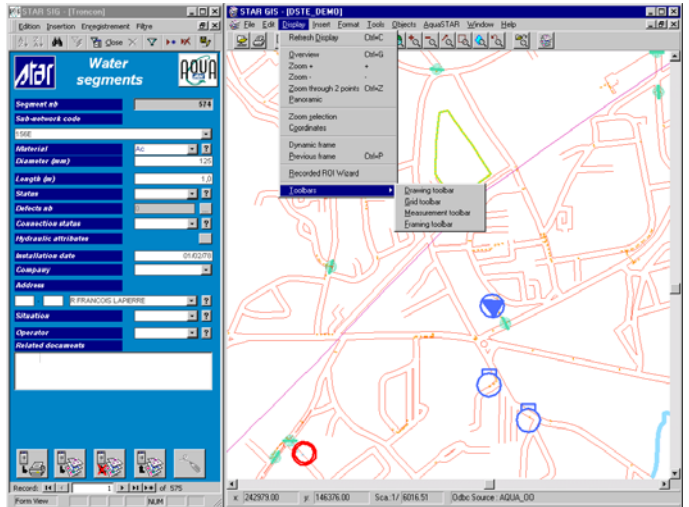 STAR SIG - [Troncon]
Edition Insertion Enregistrement Filtre
Close
star
Water
segments
AQUA
Segment nb 574
Sub-network code
156E
Material Ac ?
Diameter (mm) 125
Length (m) 1,0
Status ?
Defects nb ...
Connection status ?
Hydraulic attributes
Installation date 01/02/70
Company ?
Address
- R FRANCOIS LAPIERRE ?
Situation ?
Operator ?
Related documents
Record: 1 of 575
Form View NUM
STAR GIS - [DSTE_DEMO]
File Edit Display Insert Format Tools Objects AquaSTAR Window Help
Refresh Display Ctrl+C
Overview Ctrl+G
Zoom + +
Zoom - -
Zoom through 2 points Ctrl+Z
Panoramic
Zoom selection
Coordinates
Dynamic frame
Previous frame Ctrl+P
Recorded ROI Wizard
Toolbars
Drawing toolbar
Grid toolbar
Measurement toolbar
Framing toolbar
x: 242979.00 y: 146376.00 Sca.:1/ 6016.51 Odbc Source : AQUA_OO